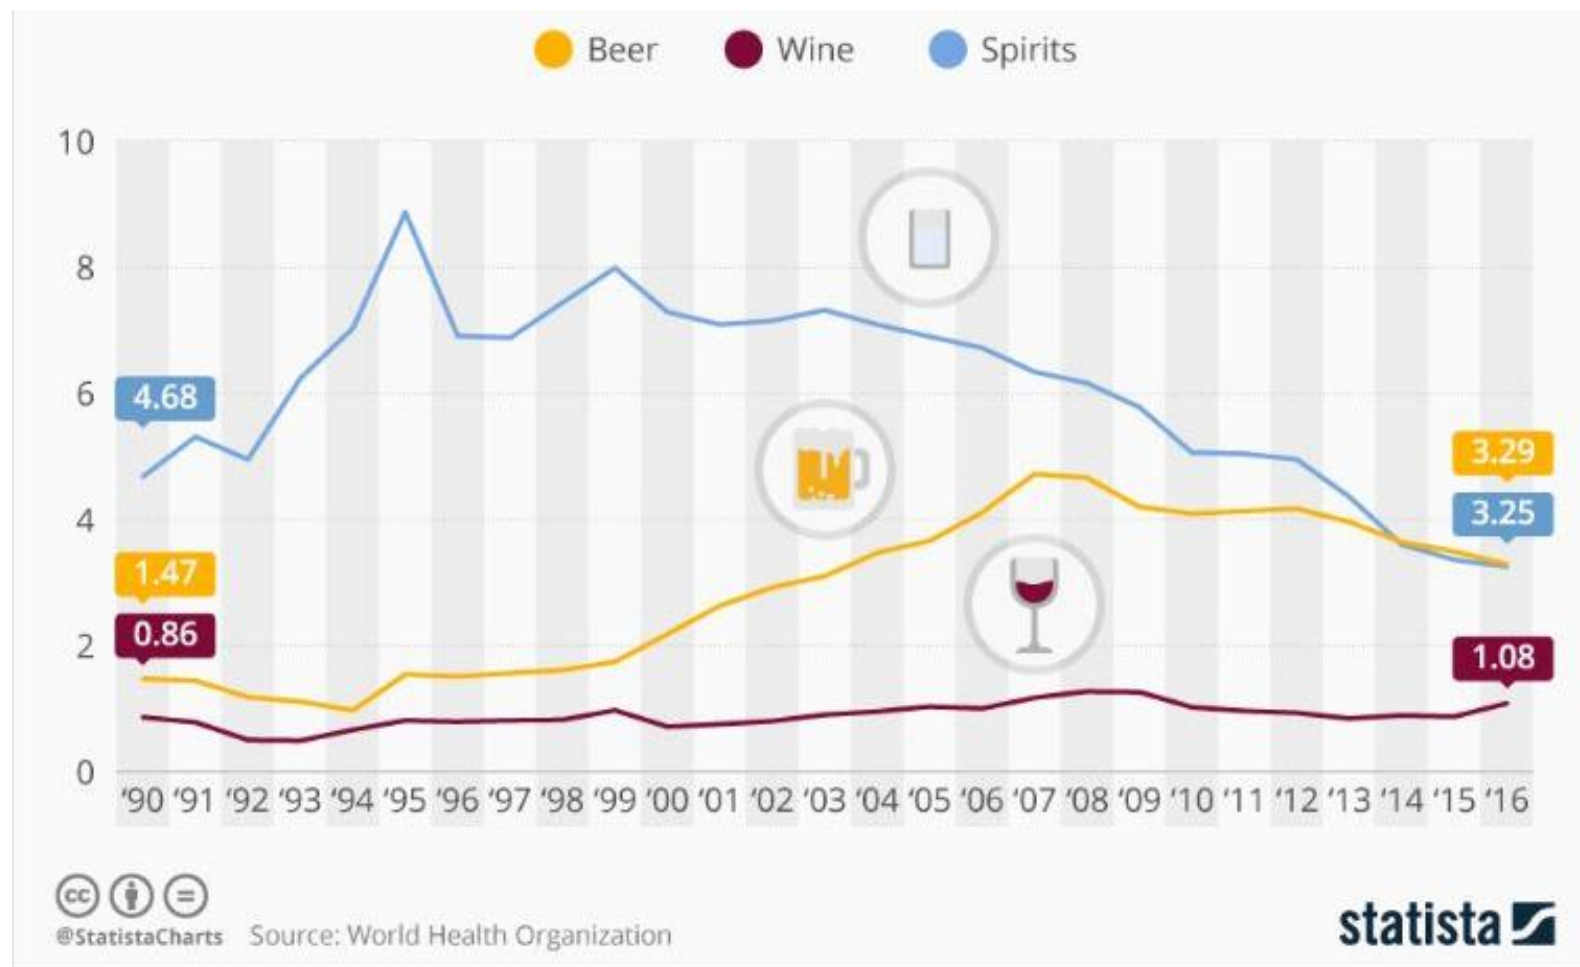 Beer Wine Spirits
10
8
6
4
2
0
4.68
1.47
0.86
3.29
3.25
1.08
‘90 ‘91 ‘92 ‘93 ‘94 ‘95 ‘96 ‘97 ‘98 ‘99 ‘00 ‘01 ‘02 ‘03 ‘04 ‘05 ‘06 ‘07 ‘08 ‘09 ‘10 ‘11 ‘12 ‘13 ‘14 ‘15 ‘16
cc =
@StatistaCharts Source: World Health Organization
statista